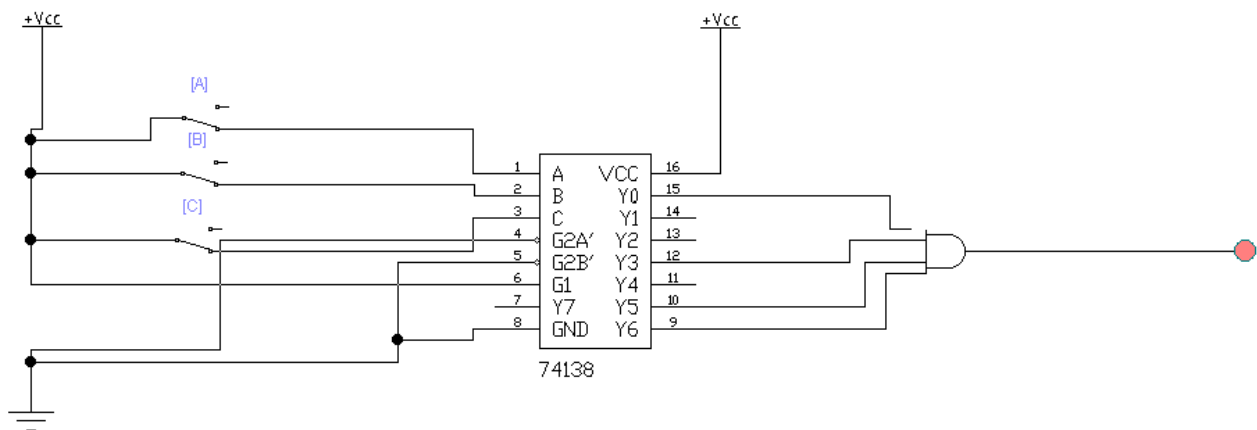 +Vcc
+Vcc
[A]
[B]
[C]
1 A VCC 16
2 B Y0 15
3 C Y1 14
4 G2A' Y2 13
5 G2B' Y3 12
6 G1 Y4 11
7 Y7 Y5 10
8 GND Y6 9
74138